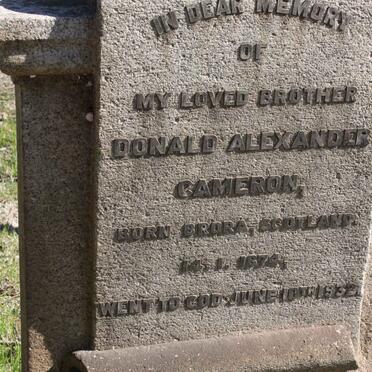 IN DEAR MEMORY
OF
MY LOVED BROTHER
DONALD ALEXANDER
CAMERON,
BORN BRORA, SCOTLAND.
14. 1. 1874,
WENT TO GOD JUNE 10TH 1932